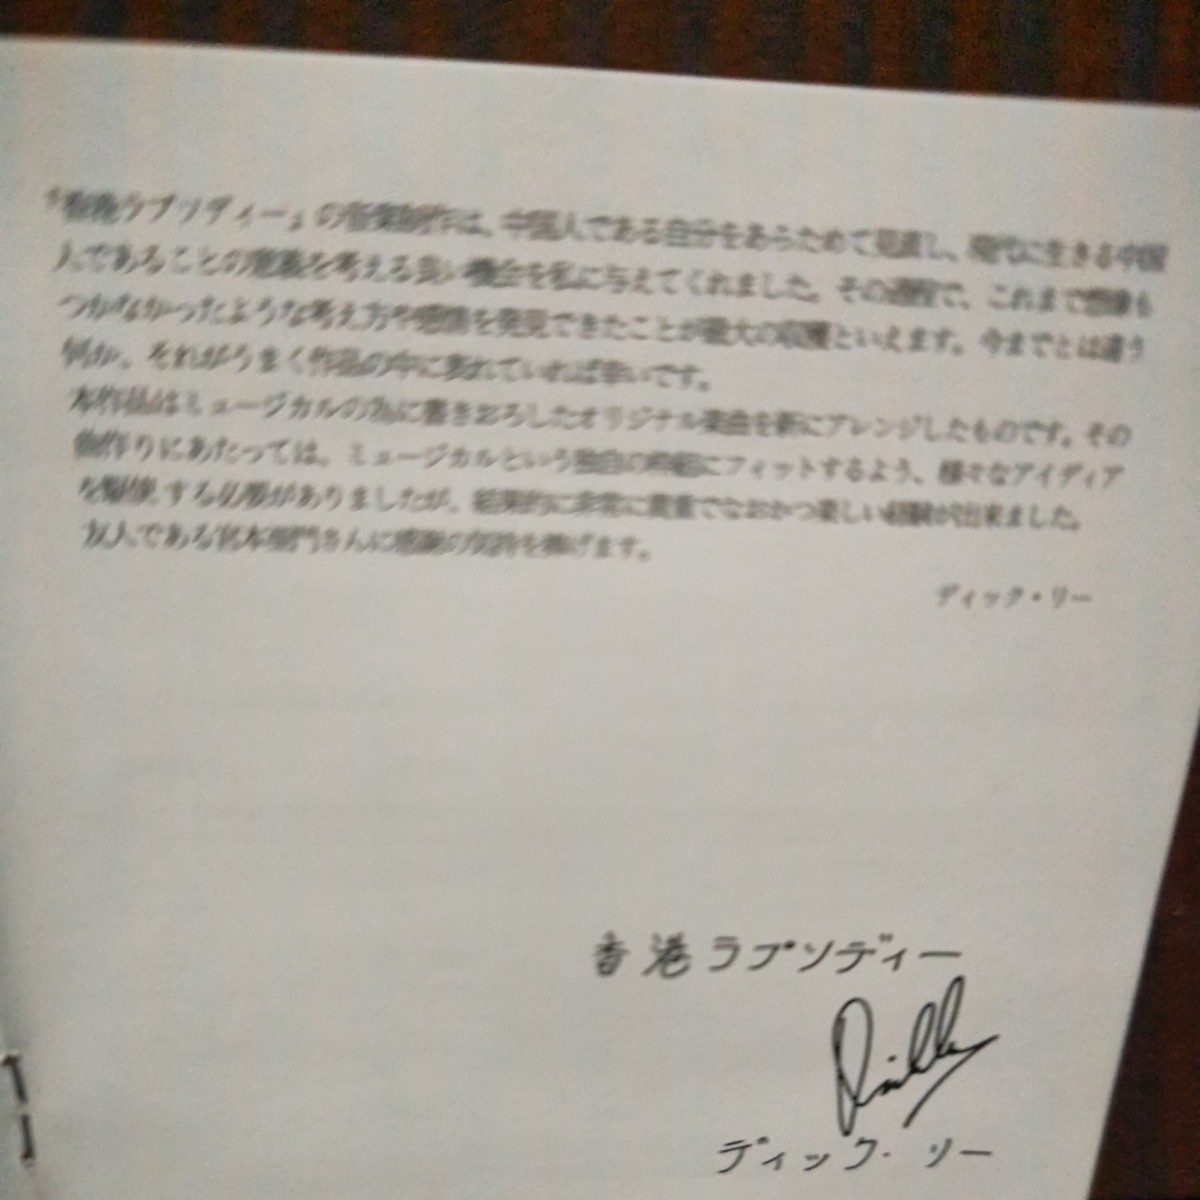 『香港ラプソディー』の音楽制作は、中国人である自分をあらためて見直し、現代に生きる中国
人であることの意義を考える良い機会を私に与えてくれました。その過程で、これまで想像も
つかなかったような考え方や感情を発見できたことが最大の収穫といえます。今までとは違う
何か、それがうまく作品の中に表れていれば幸いです。
本作品はミュージカルの為に書きおろしたオリジナル楽曲を新にアレンジしたものです。その
曲作りにあたっては、ミュージカルという独自の枠組にフィットするよう、様々なアイディア
を駆使する必要がありましたが、結果的に非常に貴重でなおかつ楽しい経験が出来ました。
友人である宮本亜門さんに感謝の気持を捧げます。
ディック・リー
香港ラプソディー
ディック・リー